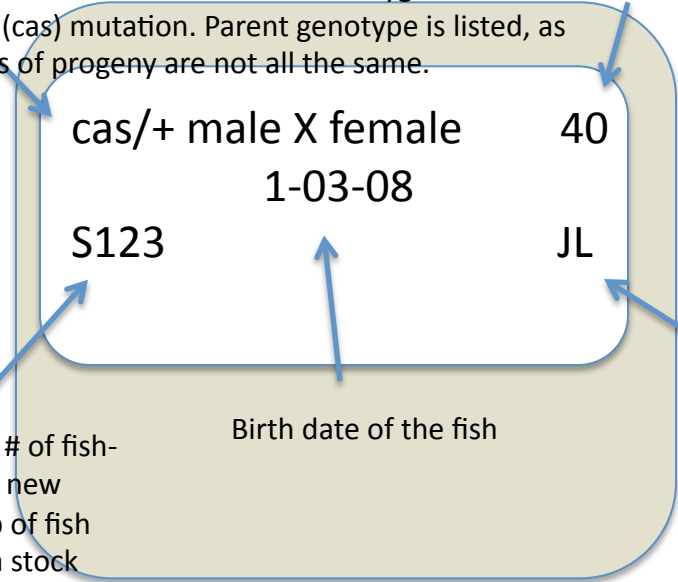 (cas) mutation. Parent genotype is listed, as
of progeny are not all the same.
cas/+ male X female 40
1-03-08
S123 JL
Birth date of the fish
# of fish-
new
of fish
stock